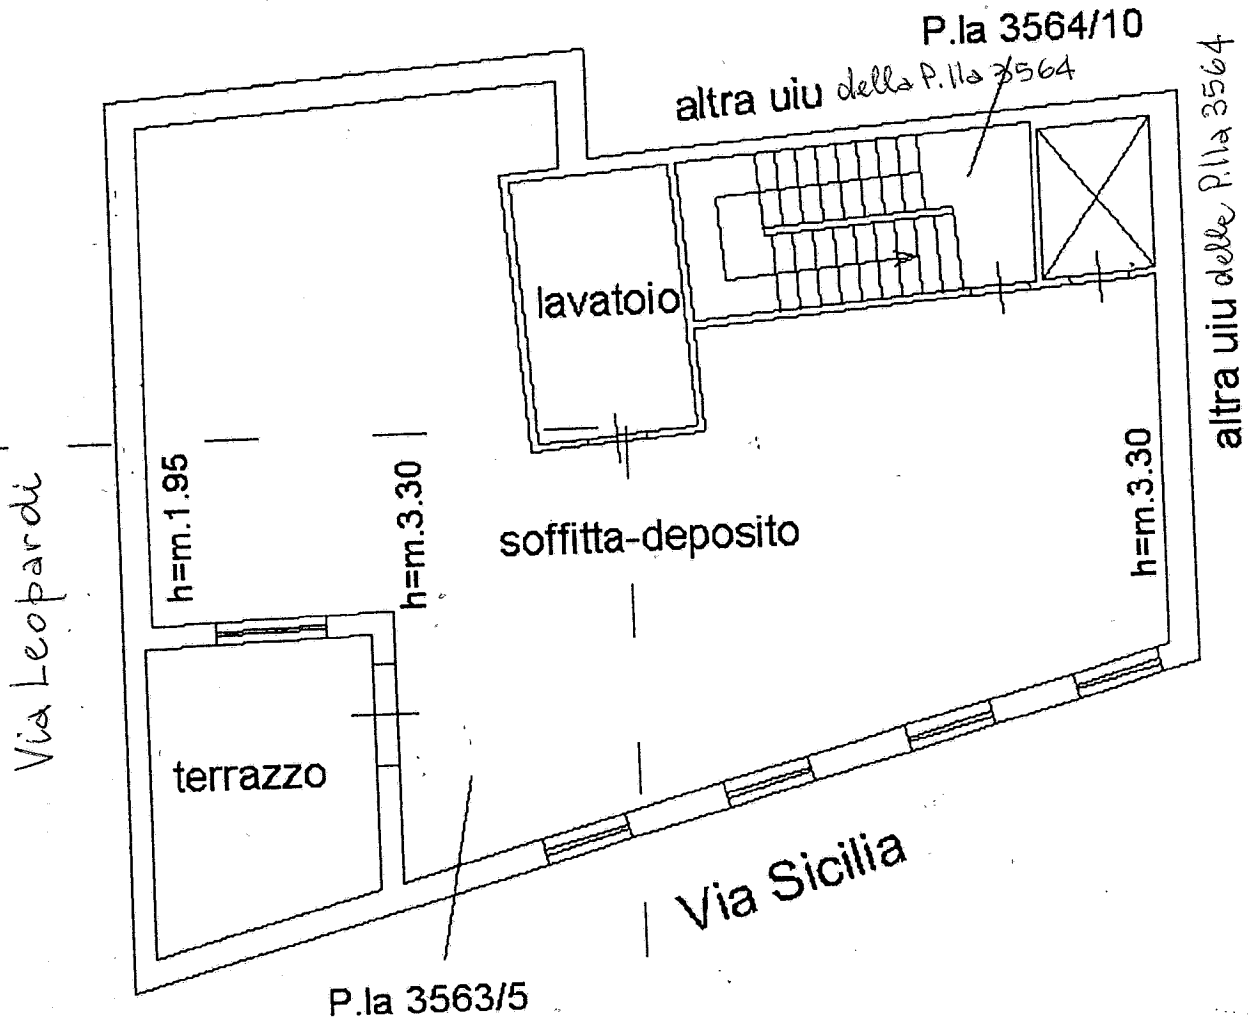 P.la 3564/10
altra uiu della P.lla 3564
altra uiu delle P.lla 3564
lavatoio
h=m.1.95
h=m.3.30
h=m.3.30
soffitta-deposito
Via Leopardi
terrazzo
Via Sicilia
P.la 3563/5